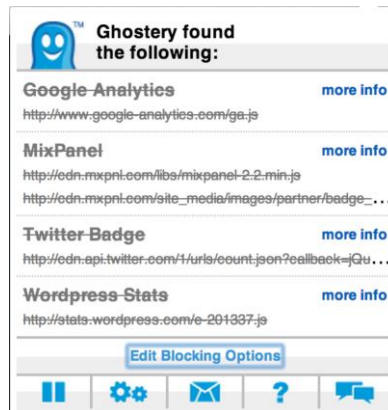 TM
Ghostery found
the following:
Google Analytics more info
http://www.google-analytics.com/ga.js
MixPanel more info
http://cdn.mxpnl.com/libs/mixpanel-2.2.min.js
http://cdn.mxpnl.com/site_media/images/partner/badge_...
Twitter Badge more info
http://cdn.api.twitter.com/1/urls/count.json?callback=jQu...
Wordpress Stats more info
http://stats.wordpress.com/e-201337.js
Edit Blocking Options
?